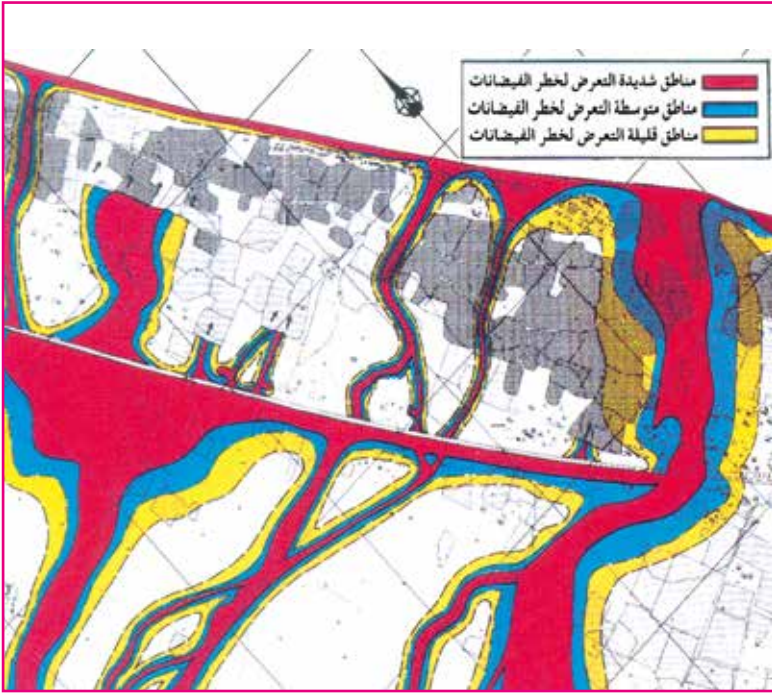 مناطق شديدة التعرض لخطر الفيضانات
مناطق متوسطة التعرض لخطر الفيضانات
مناطق قليلة التعرض لخطر الفيضانات